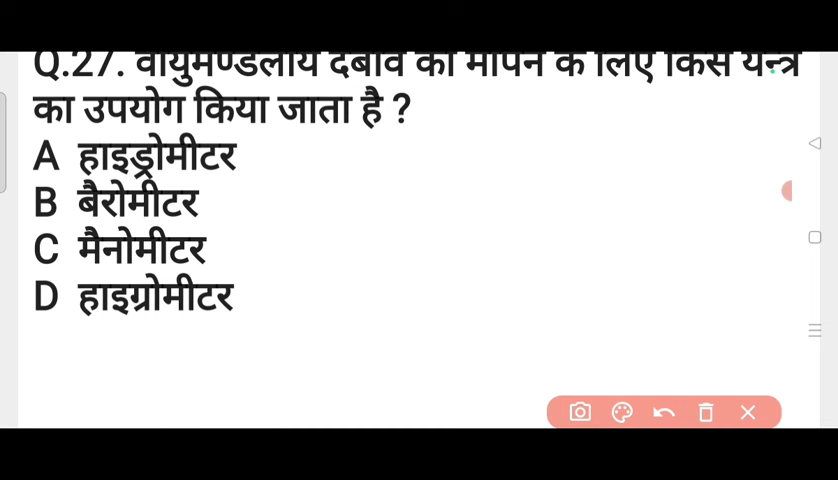 Q.27. वायुमण्डलीय दबाव को मापने के लिए किस यन्त्र
का उपयोग किया जाता है ?
A हाइड्रोमीटर
B बैरोमीटर
C मैनोमीटर
D हाइग्रोमीटर